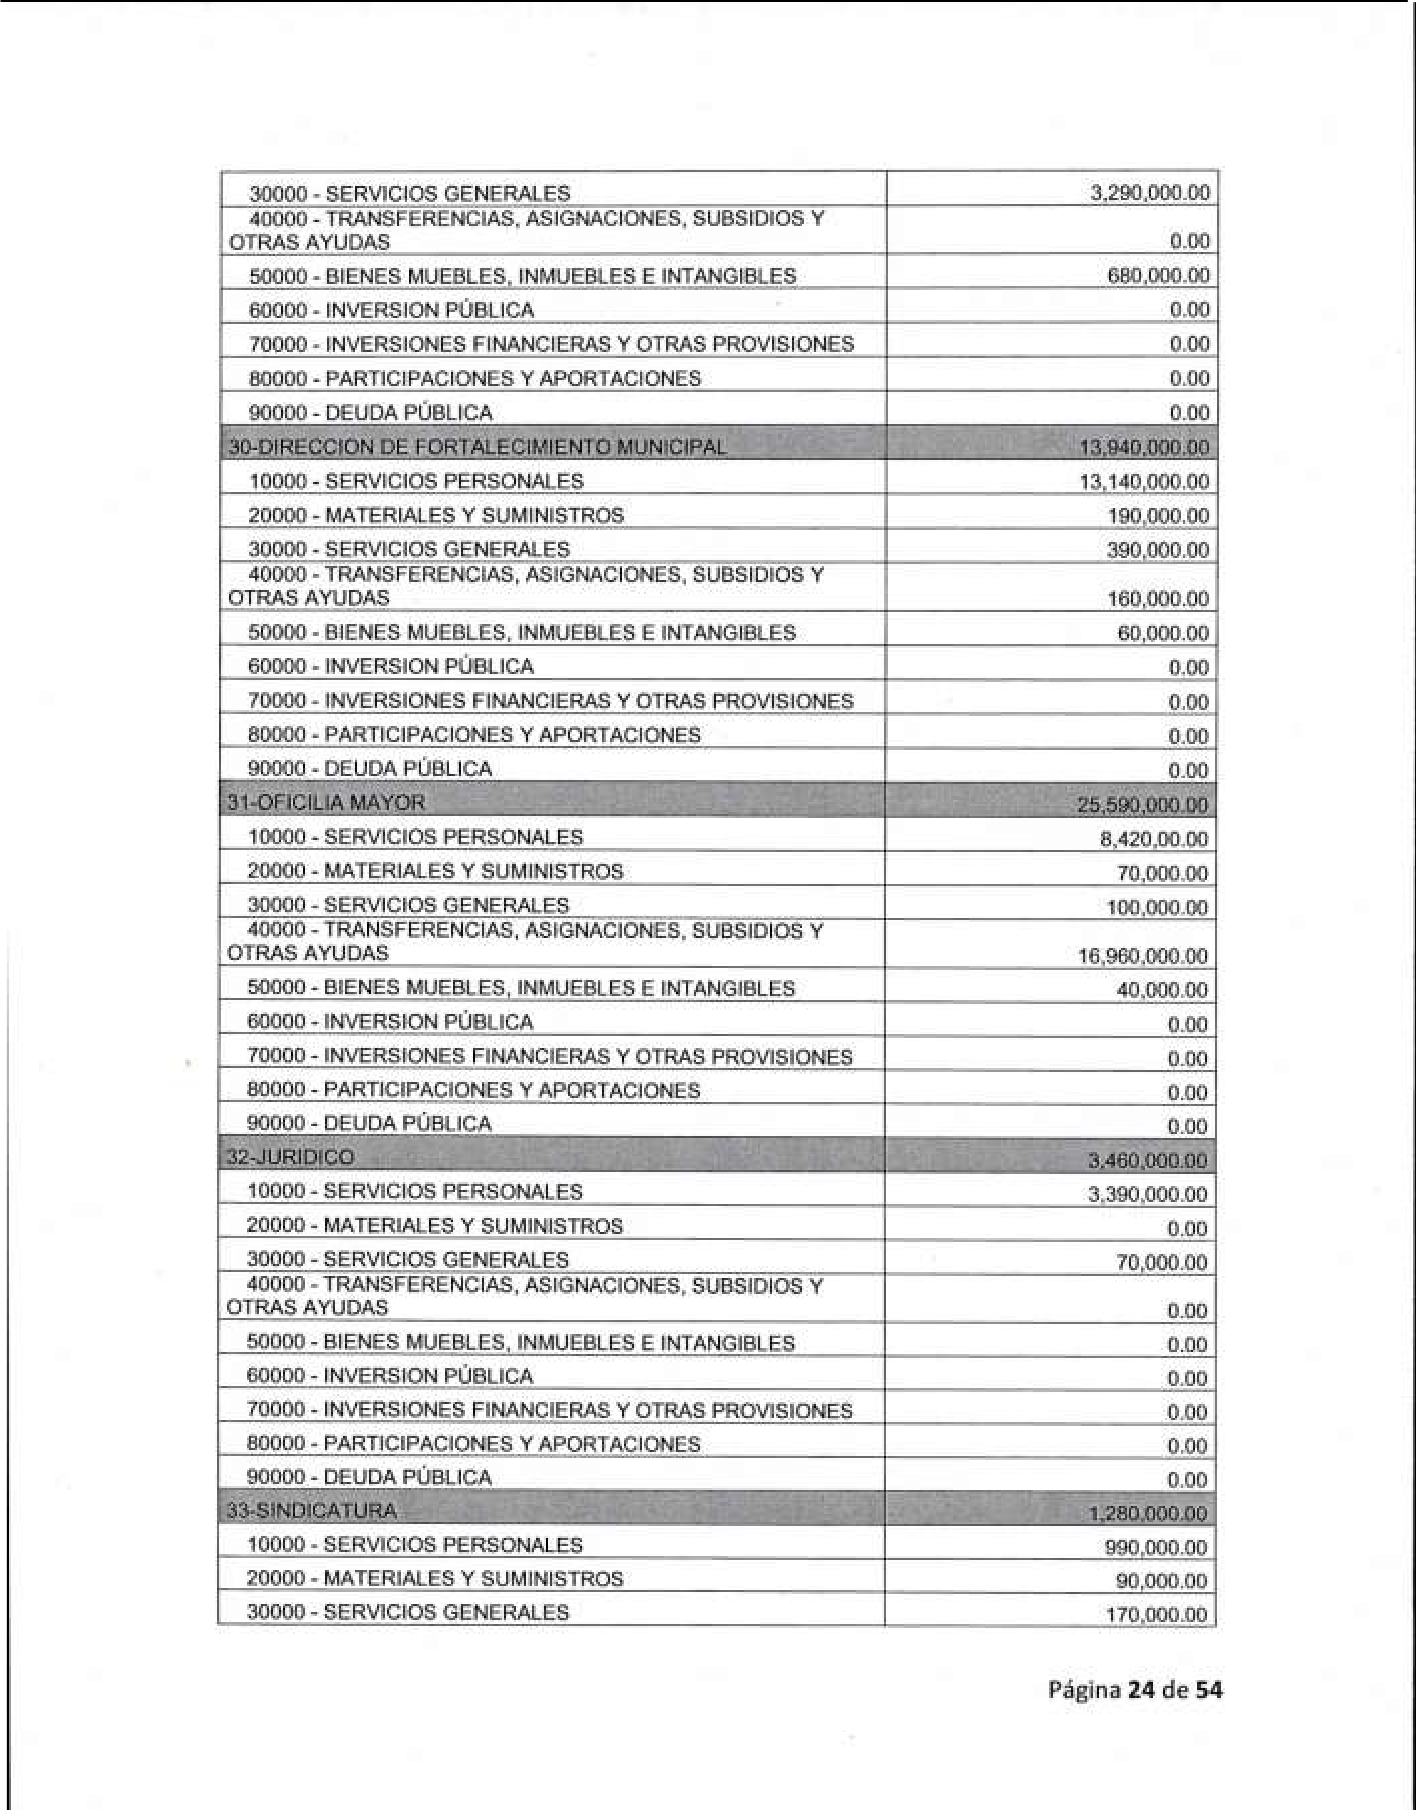 30000 - SERVICIOS GENERALES 3,290,000.00
40000 - TRANSFERENCIAS, ASIGNACIONES, SUBSIDIOS Y
OTRAS AYUDAS 0.00
50000 - BIENES MUEBLES, INMUEBLES E INTANGIBLES 680,000.00
60000 - INVERSION PÚBLICA 0.00
70000 - INVERSIONES FINANCIERAS Y OTRAS PROVISIONES 0.00
80000 - PARTICIPACIONES Y APORTACIONES 0.00
90000 - DEUDA PÚBLICA 0.00
30-DIRECCION DE FORTALECIMIENTO MUNICIPAL 13,940,000.00
10000 - SERVICIOS PERSONALES 13,140,000.00
20000 - MATERIALES Y SUMINISTROS 190,000.00
30000 - SERVICIOS GENERALES 390,000.00
40000 - TRANSFERENCIAS, ASIGNACIONES, SUBSIDIOS Y
OTRAS AYUDAS 160,000.00
50000 - BIENES MUEBLES, INMUEBLES E INTANGIBLES 60,000.00
60000 - INVERSION PÚBLICA 0.00
70000 - INVERSIONES FINANCIERAS Y OTRAS PROVISIONES 0.00
80000 - PARTICIPACIONES Y APORTACIONES 0.00
90000 - DEUDA PÚBLICA 0.00
31-OFICILIA MAYOR 25,590,000.00
10000 - SERVICIOS PERSONALES 8,420,00.00
20000 - MATERIALES Y SUMINISTROS 70,000.00
30000 - SERVICIOS GENERALES 100,000.00
40000 - TRANSFERENCIAS, ASIGNACIONES, SUBSIDIOS Y
OTRAS AYUDAS 16,960,000.00
50000 - BIENES MUEBLES, INMUEBLES E INTANGIBLES 40,000.00
60000 - INVERSION PÚBLICA 0.00
70000 - INVERSIONES FINANCIERAS Y OTRAS PROVISIONES 0.00
80000 - PARTICIPACIONES Y APORTACIONES 0.00
90000 - DEUDA PÚBLICA 0.00
32-JURIDICO 3,460,000.00
10000 - SERVICIOS PERSONALES 3,390,000.00
20000 - MATERIALES Y SUMINISTROS 0.00
30000 - SERVICIOS GENERALES 70,000.00
40000 - TRANSFERENCIAS, ASIGNACIONES, SUBSIDIOS Y
OTRAS AYUDAS 0.00
50000 - BIENES MUEBLES, INMUEBLES E INTANGIBLES 0.00
60000 - INVERSION PÚBLICA 0.00
70000 - INVERSIONES FINANCIERAS Y OTRAS PROVISIONES 0.00
80000 - PARTICIPACIONES Y APORTACIONES 0.00
90000 - DEUDA PÚBLICA 0.00
33-SINDICATURA 1,280,000.00
10000 - SERVICIOS PERSONALES 990,000.00
20000 - MATERIALES Y SUMINISTROS 90,000.00
30000 - SERVICIOS GENERALES 170,000.00
Página 24 de 54